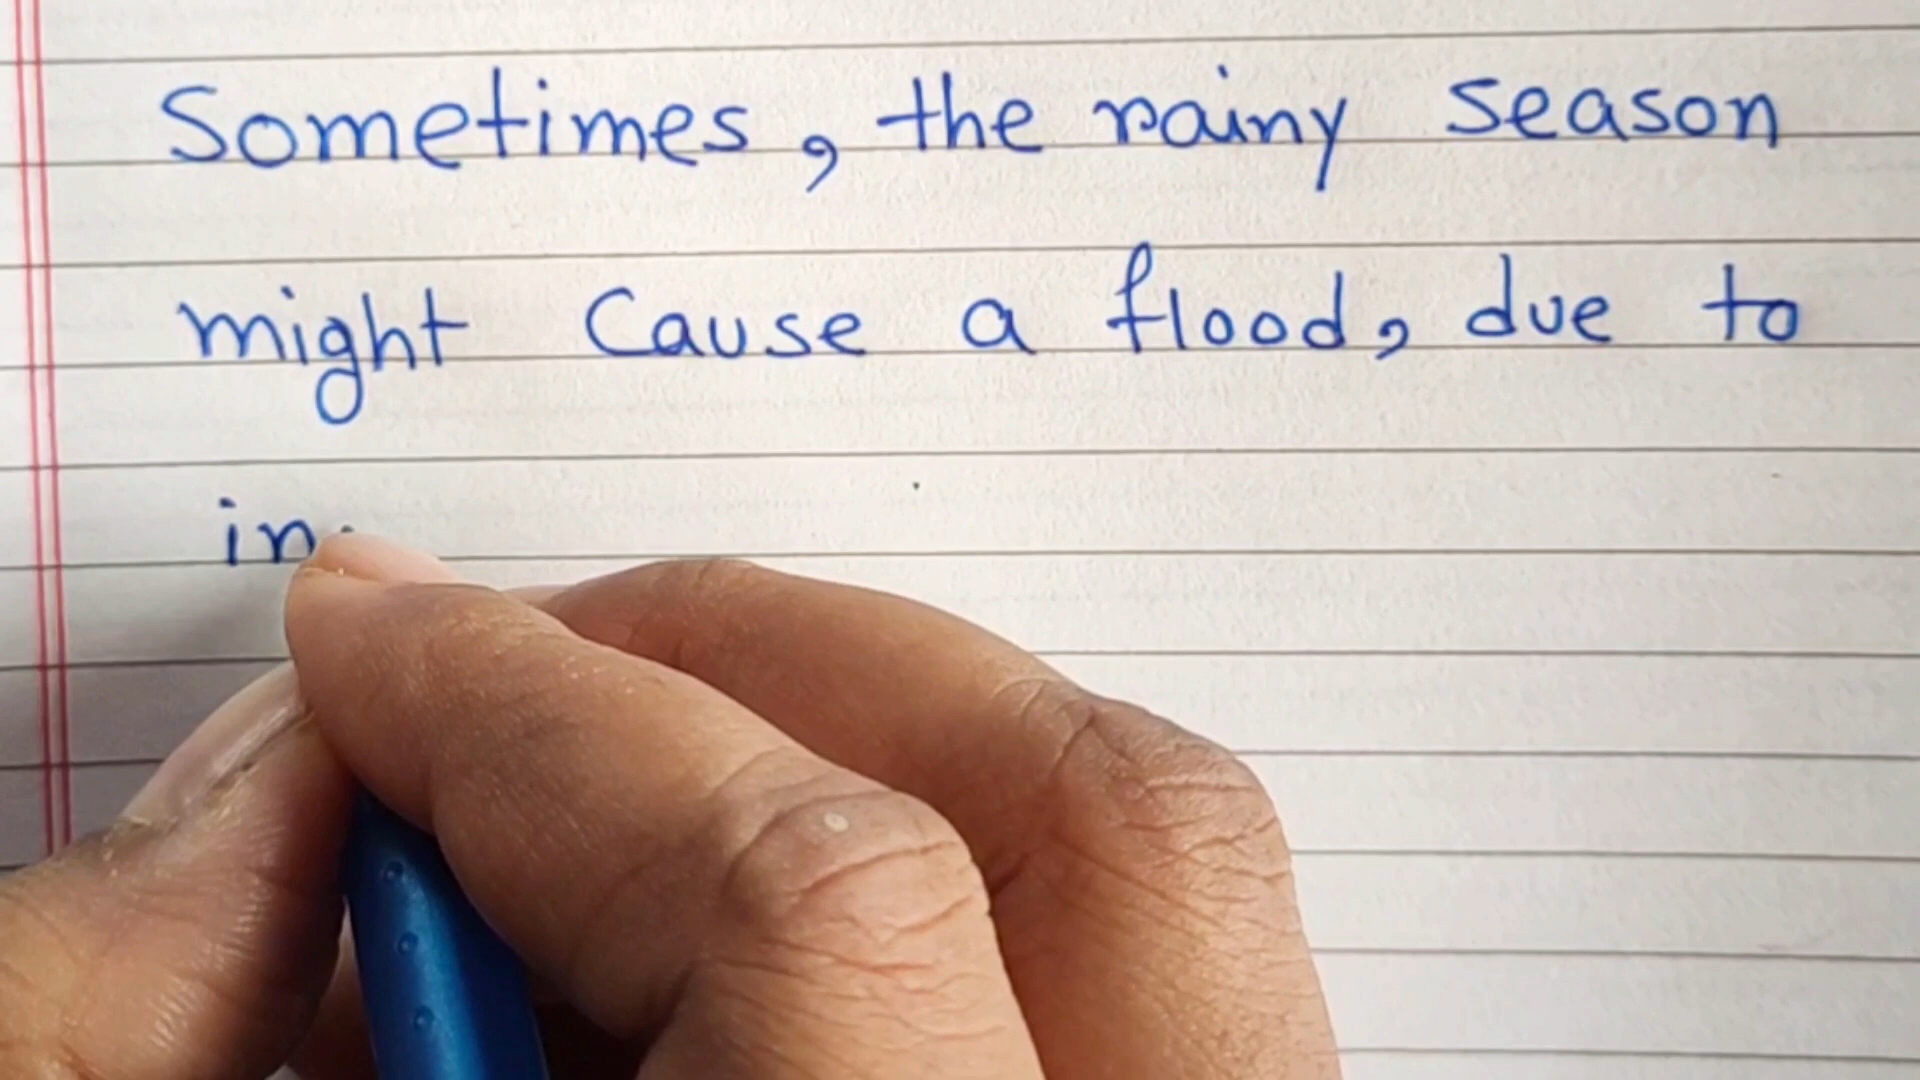 Sometimes, the rainy season
might cause a flood, due to
in